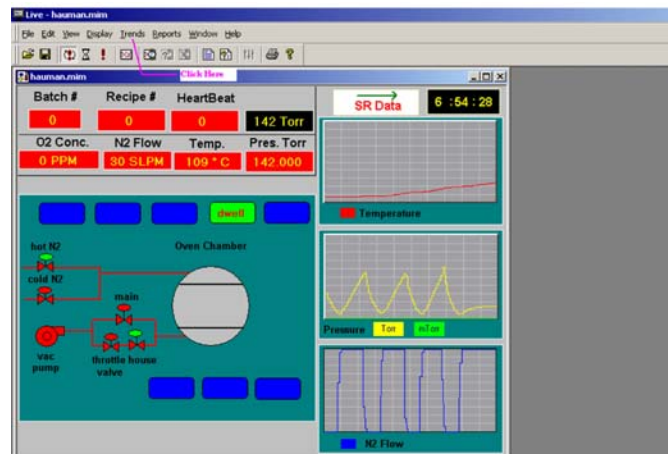 Live - hauman.mim
File Edit View Display Trends Reports Window Help
hauman.mim
Click Here
Batch # Recipe # HeartBeat
0 0 0 142 Torr
O2 Conc. N2 Flow Temp. Pres. Torr
0 PPM 30 SLPM 109 ° C 142.000
SR Data
6 :54 : 28
Temperature
dwell
hot N2
Oven Chamber
cold N2
main
vac
pump
throttle house
valve
Pressure Torr mTorr
N2 Flow